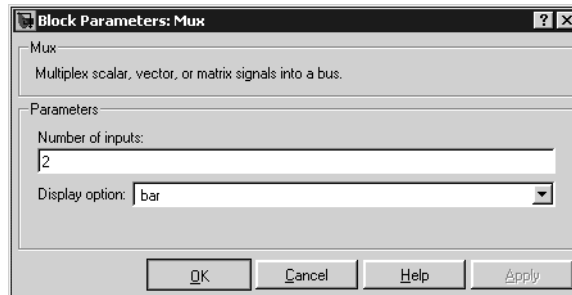 Block Parameters: Mux
Mux
Multiplex scalar, vector, or matrix signals into a bus.
Parameters
Number of inputs:
2
Display option: bar
OK Cancel Help Apply